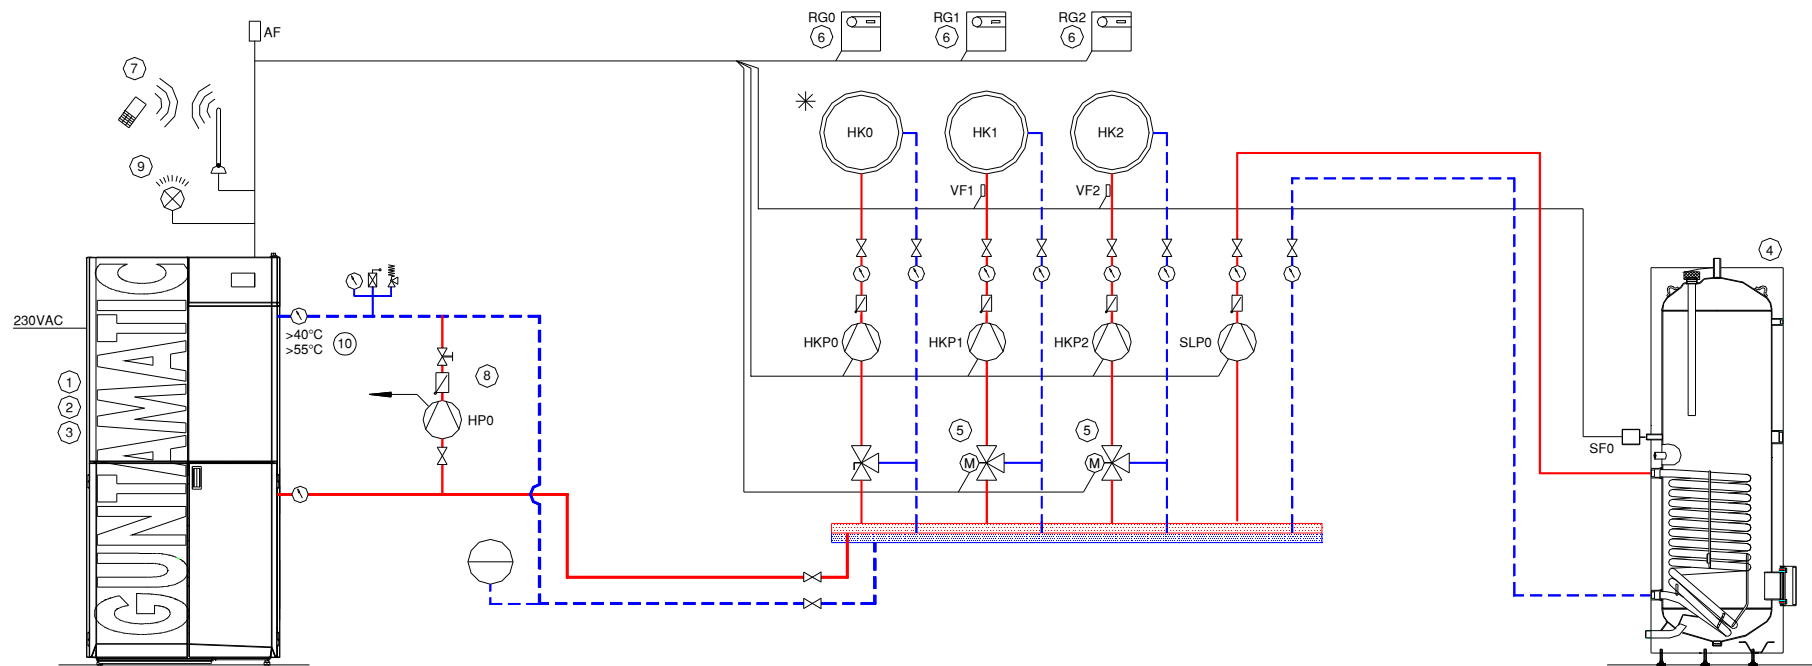 RG0
RG1
RG2
6
6
6
AF
7
9
HK0
HK1
HK2
VF1
VF2
4
230VAC
>40°C
>55°C
10
HKP0
HKP1
HKP2
SLP0
1
2
3
8
HP0
5
5
M
M
SF0
GUNTAMATIC